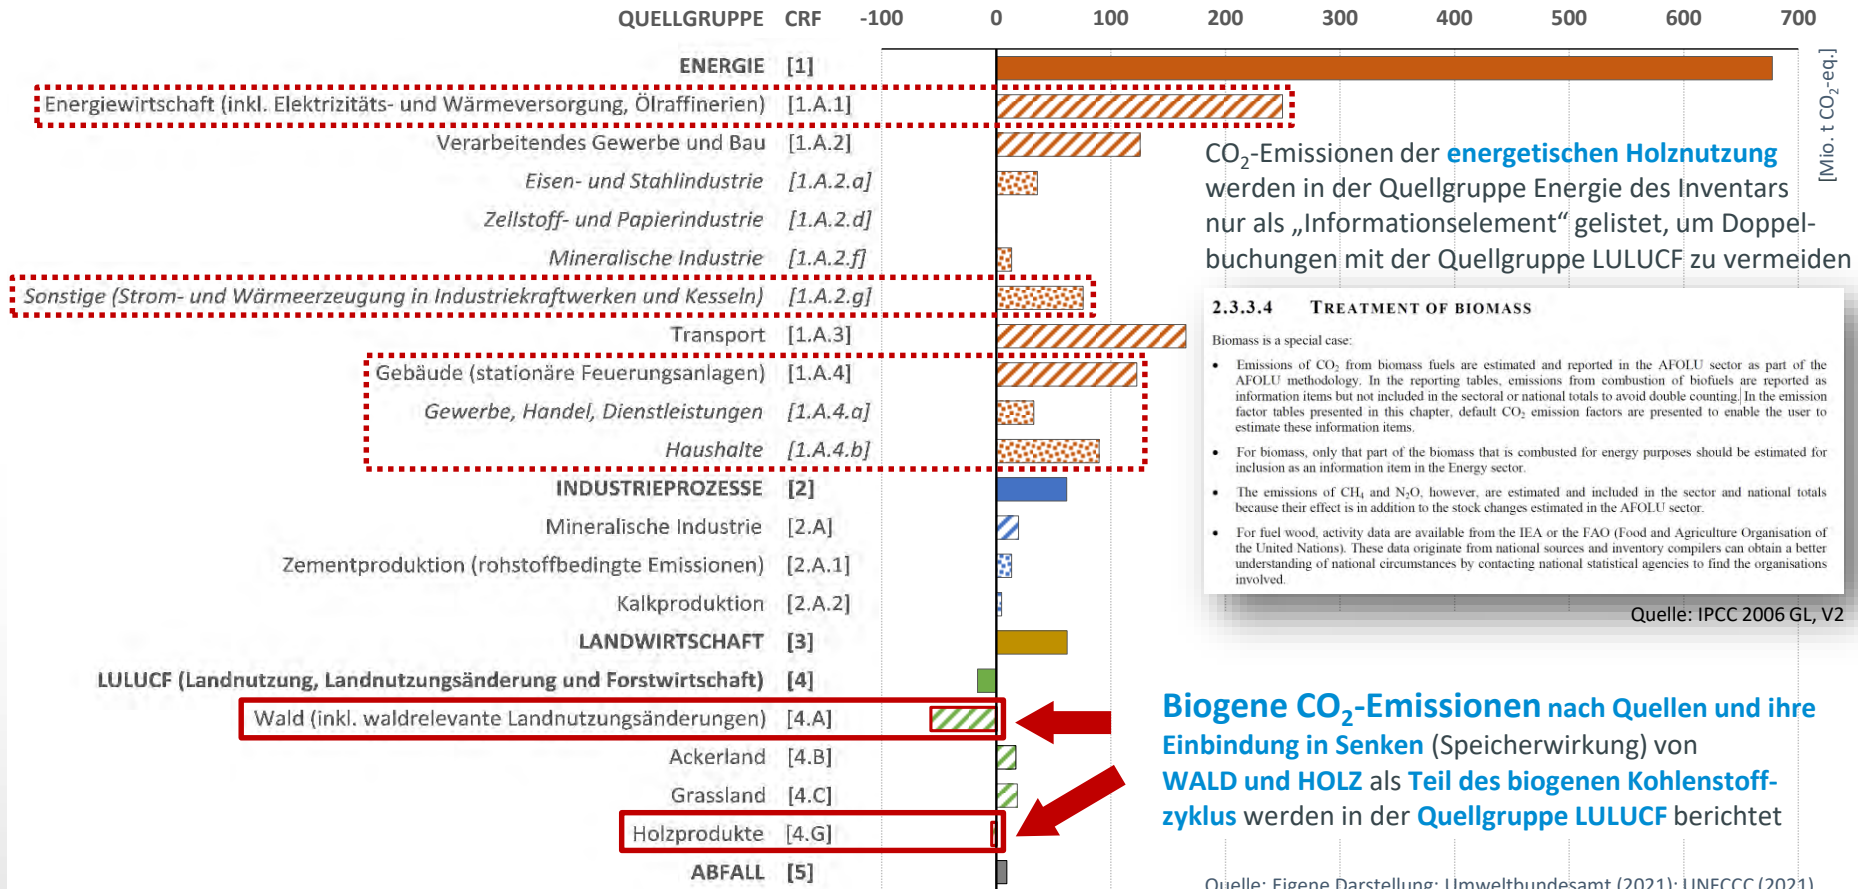 QUELLGRUPPE CRF -100 0 100 200 300 400 500 600 700
[Mio. t CO₂-eq.]
ENERGIE [1]
Energiewirtschaft (inkl. Elektrizitäts- und Wärmeversorgung, Ölraffinerien) [1.A.1]
Verarbeitendes Gewerbe und Bau [1.A.2]
Eisen- und Stahlindustrie [1.A.2.a]
Zellstoff- und Papierindustrie [1.A.2.d]
Mineralische Industrie [1.A.2.f]
Sonstige (Strom- und Wärmeerzeugung in Industriekraftwerken und Kesseln) [1.A.2.g]
Transport [1.A.3]
Gebäude (stationäre Feuerungsanlagen) [1.A.4]
Gewerbe, Handel, Dienstleistungen [1.A.4.a]
Haushalte [1.A.4.b]
INDUSTRIEPROZESSE [2]
Mineralische Industrie [2.A]
Zementproduktion (rohstoffbedingte Emissionen) [2.A.1]
Kalkproduktion [2.A.2]
LANDWIRTSCHAFT [3]
LULUCF (Landnutzung, Landnutzungsänderung und Forstwirtschaft) [4]
Wald (inkl. waldrelevante Landnutzungsänderungen) [4.A]
Ackerland [4.B]
Grassland [4.C]
Holzprodukte [4.G]
ABFALL [5]
CO₂-Emissionen der energetischen Holznutzung
werden in der Quellgruppe Energie des Inventars
nur als „Informationselement“ gelistet, um Doppel-
buchungen mit der Quellgruppe LULUCF zu vermeiden
2.3.3.4 TREATMENT OF BIOMASS
Biomass is a special case:
• Emissions of CO₂ from biomass fuels are estimated and reported in the AFOLU sector as part of the
AFOLU methodology. In the reporting tables, emissions from combustion of biofuels are reported as
information items but not included in the sectoral or national totals to avoid double counting. In the emission
factor tables presented in this chapter, default CO₂ emission factors are presented to enable the user to
estimate these information items.
• For biomass, only that part of the biomass that is combusted for energy purposes should be estimated for
inclusion as an information item in the Energy sector.
• The emissions of CH₄ and N₂O, however, are estimated and included in the sector and national totals
because their effect is in addition to the stock changes estimated in the AFOLU sector.
• For fuel wood, activity data are available from the IEA or the FAO (Food and Agriculture Organisation of
the United Nations). These data originate from national sources and inventory compilers can obtain a better
understanding of national circumstances by contacting national statistical agencies to find the organisations
involved.
Quelle: IPCC 2006 GL, V2
Biogene CO₂-Emissionen nach Quellen und ihre
Einbindung in Senken (Speicherwirkung) von
WALD und HOLZ als Teil des biogenen Kohlenstoff-
zyklus werden in der Quellgruppe LULUCF berichtet
Quelle: Eigene Darstellung; Umweltbundesamt (2021); UNFCCC (2021)